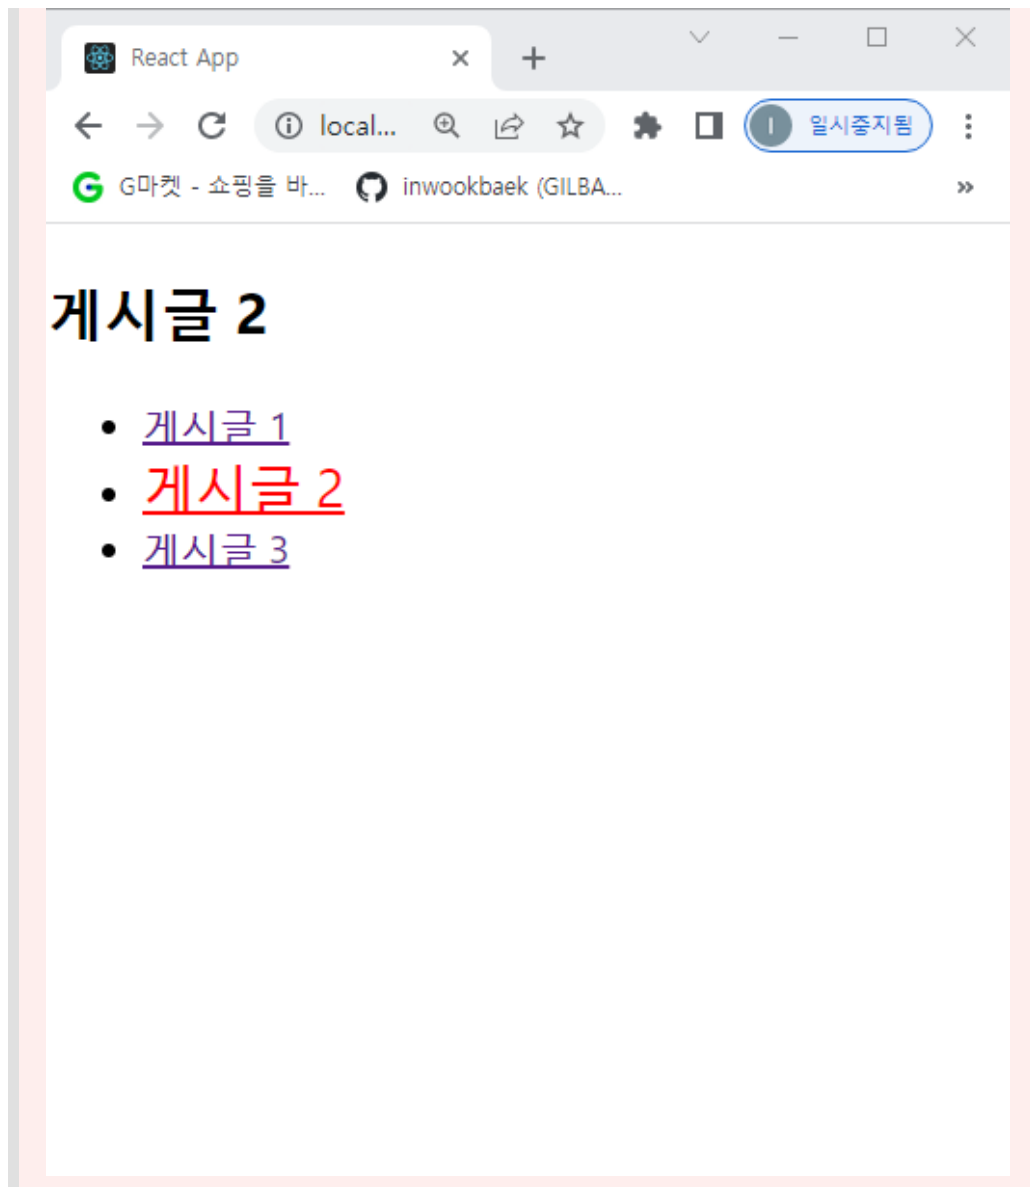 React App
local... 일시중지됨
G마켓 - 쇼핑을 바... inwookbaek (GILBA...
게시글 2
게시글 1
게시글 2
게시글 3